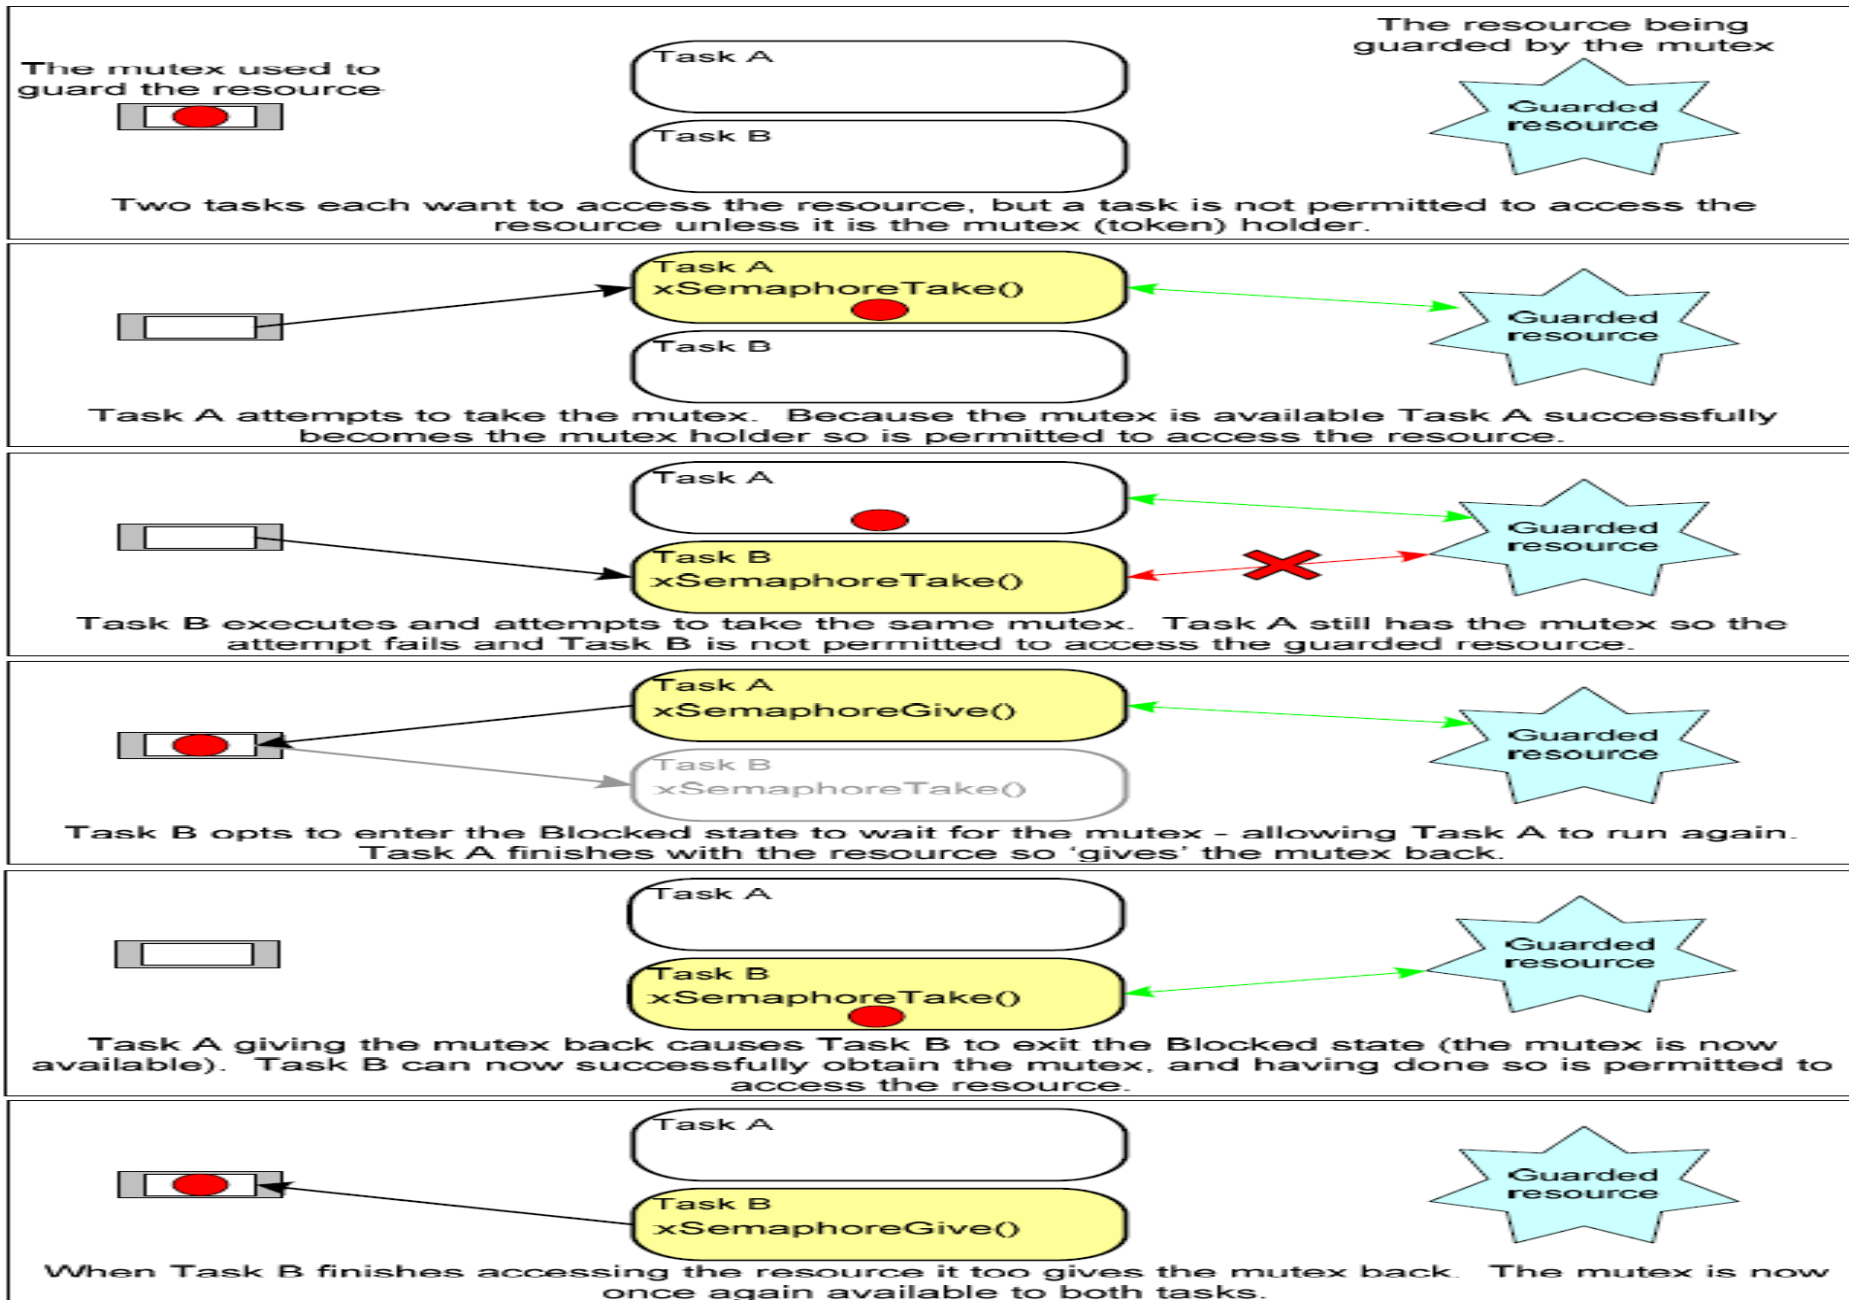 The resource being
guarded by the mutex
The mutex used to
guard the resource
Task A
Task B
Guarded
resource
Two tasks each want to access the resource, but a task is not permitted to access the
resource unless it is the mutex (token) holder.
Task A
xSemaphoreTake()
Task B
Guarded
resource
Task A attempts to take the mutex.  Because the mutex is available Task A successfully
becomes the mutex holder so is permitted to access the resource.
Task A
Task B
xSemaphoreTake()
Guarded
resource
Task B executes and attempts to take the same mutex.  Task A still has the mutex so the
attempt fails and Task B is not permitted to access the guarded resource.
Task A
xSemaphoreGive()
Task B
xSemaphoreTake()
Guarded
resource
Task B opts to enter the Blocked state to wait for the mutex - allowing Task A to run again.
Task A finishes with the resource so ‘gives’ the mutex back.
Task A
Task B
xSemaphoreTake()
Guarded
resource
Task A giving the mutex back causes Task B to exit the Blocked state (the mutex is now
available).  Task B can now successfully obtain the mutex, and having done so is permitted to
access the resource.
Task A
Task B
xSemaphoreGive()
Guarded
resource
When Task B finishes accessing the resource it too gives the mutex back.  The mutex is now
once again available to both tasks.